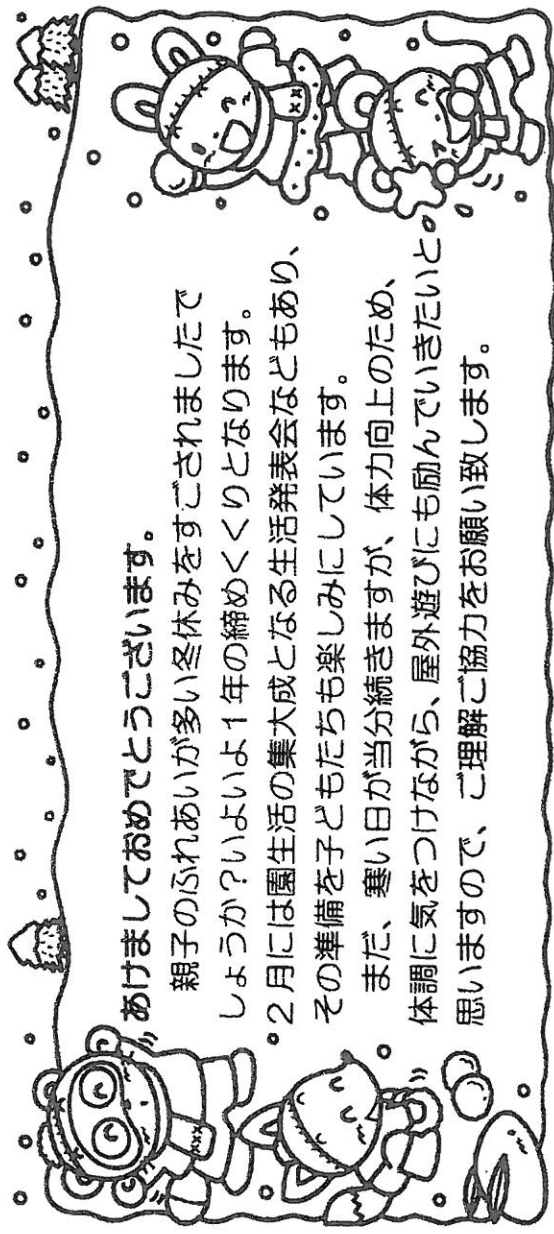 あけましておめでとうございます。
親子のふれあいが多い冬休みをすごされましたで
しょうか？いよいよ１年の締めくくりとなります。
２月には園生活の集大成となる生活発表会などもあり、
その準備を子どもたちも楽しみにしています。
まだ、寒い日が当分続きますが、体力向上のため、
体調に気をつけながら、屋外遊びにも励んでいきたいと
思いますので、ご理解ご協力をお願い致します。